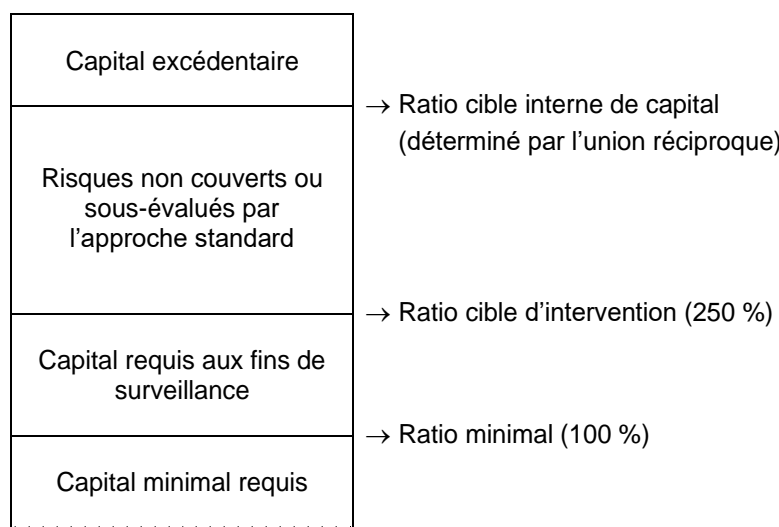 Capital excédentaire
→ Ratio cible interne de capital
(déterminé par l'union réciproque)
Risques non couverts ou
sous-évalués par
l'approche standard
→ Ratio cible d'intervention (250 %)
Capital requis aux fins de
surveillance
→ Ratio minimal (100 %)
Capital minimal requis